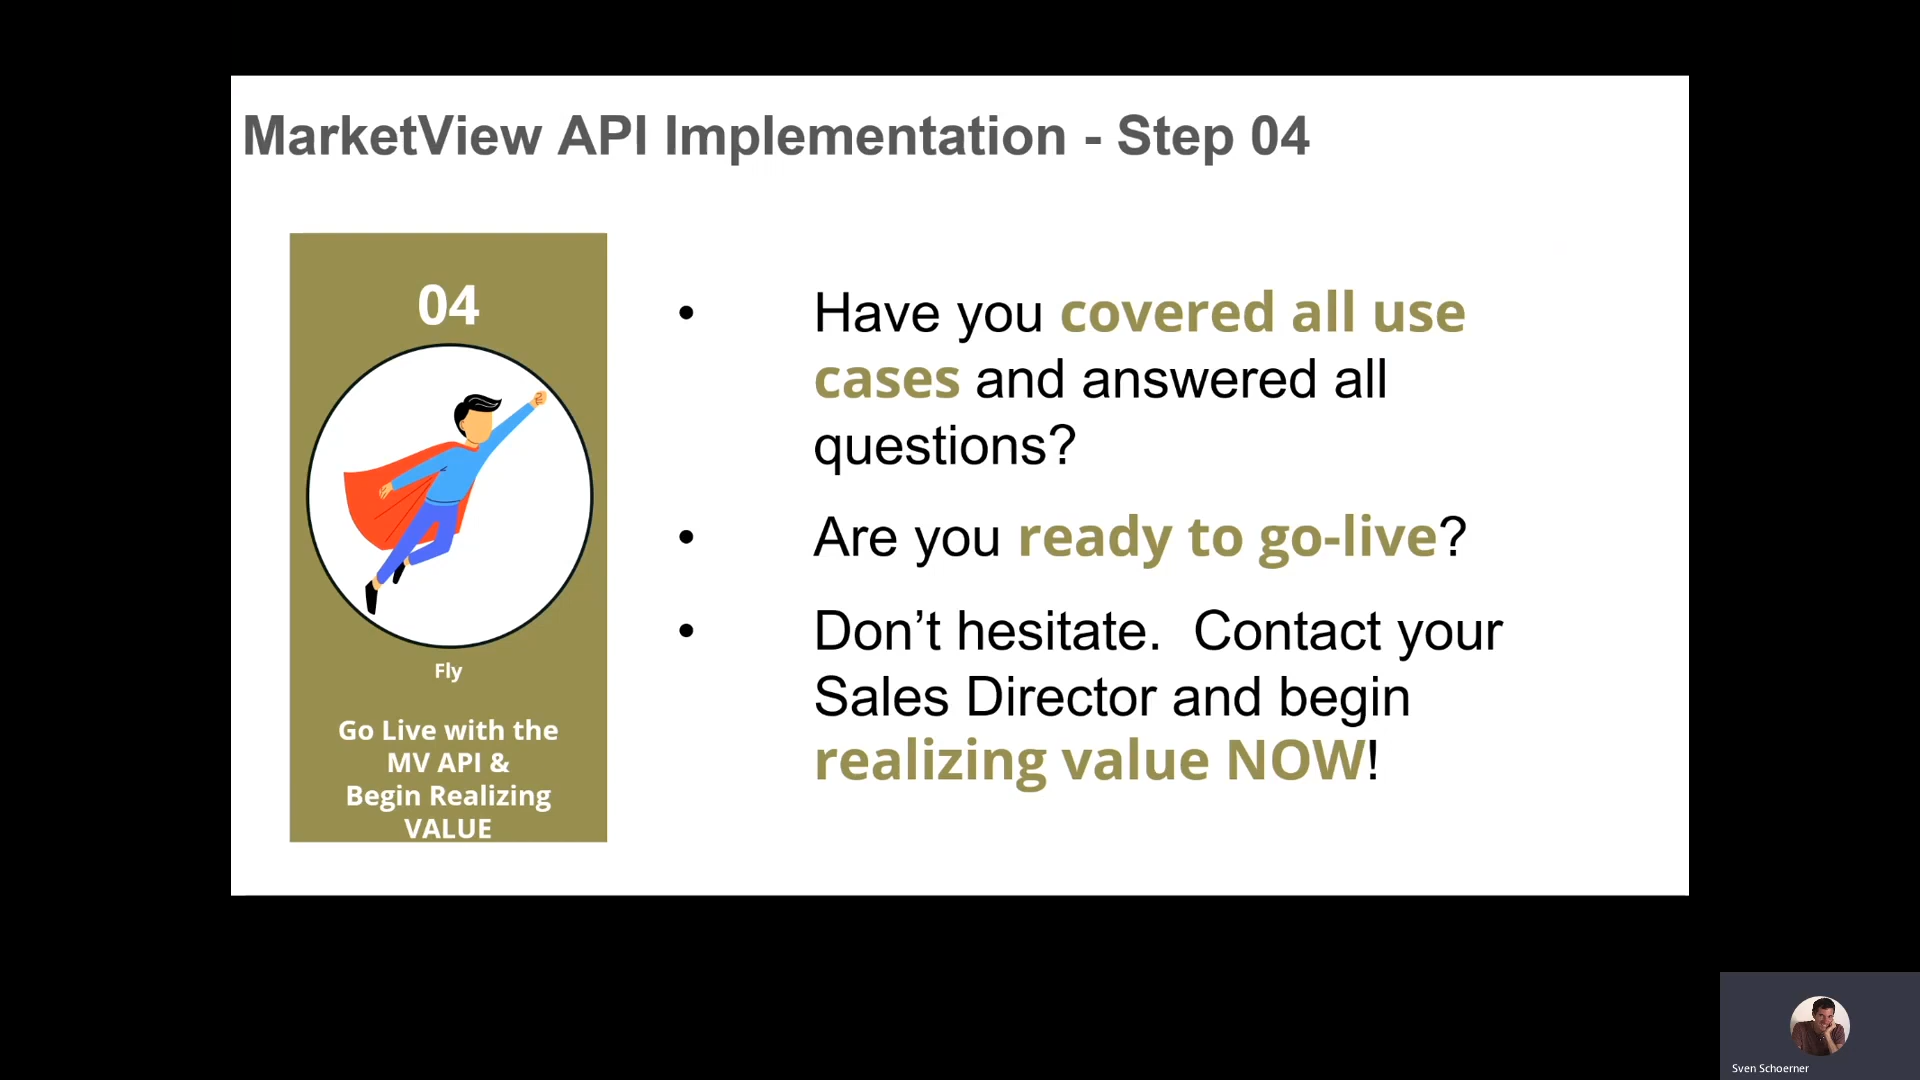 MarketView API Implementation - Step 04
04
Fly
Go Live with the
MV API &
Begin Realizing
VALUE
• Have you covered all use
cases and answered all
questions?
• Are you ready to go-live?
• Don’t hesitate.  Contact your
Sales Director and begin
realizing value NOW!
Sven Schoerner